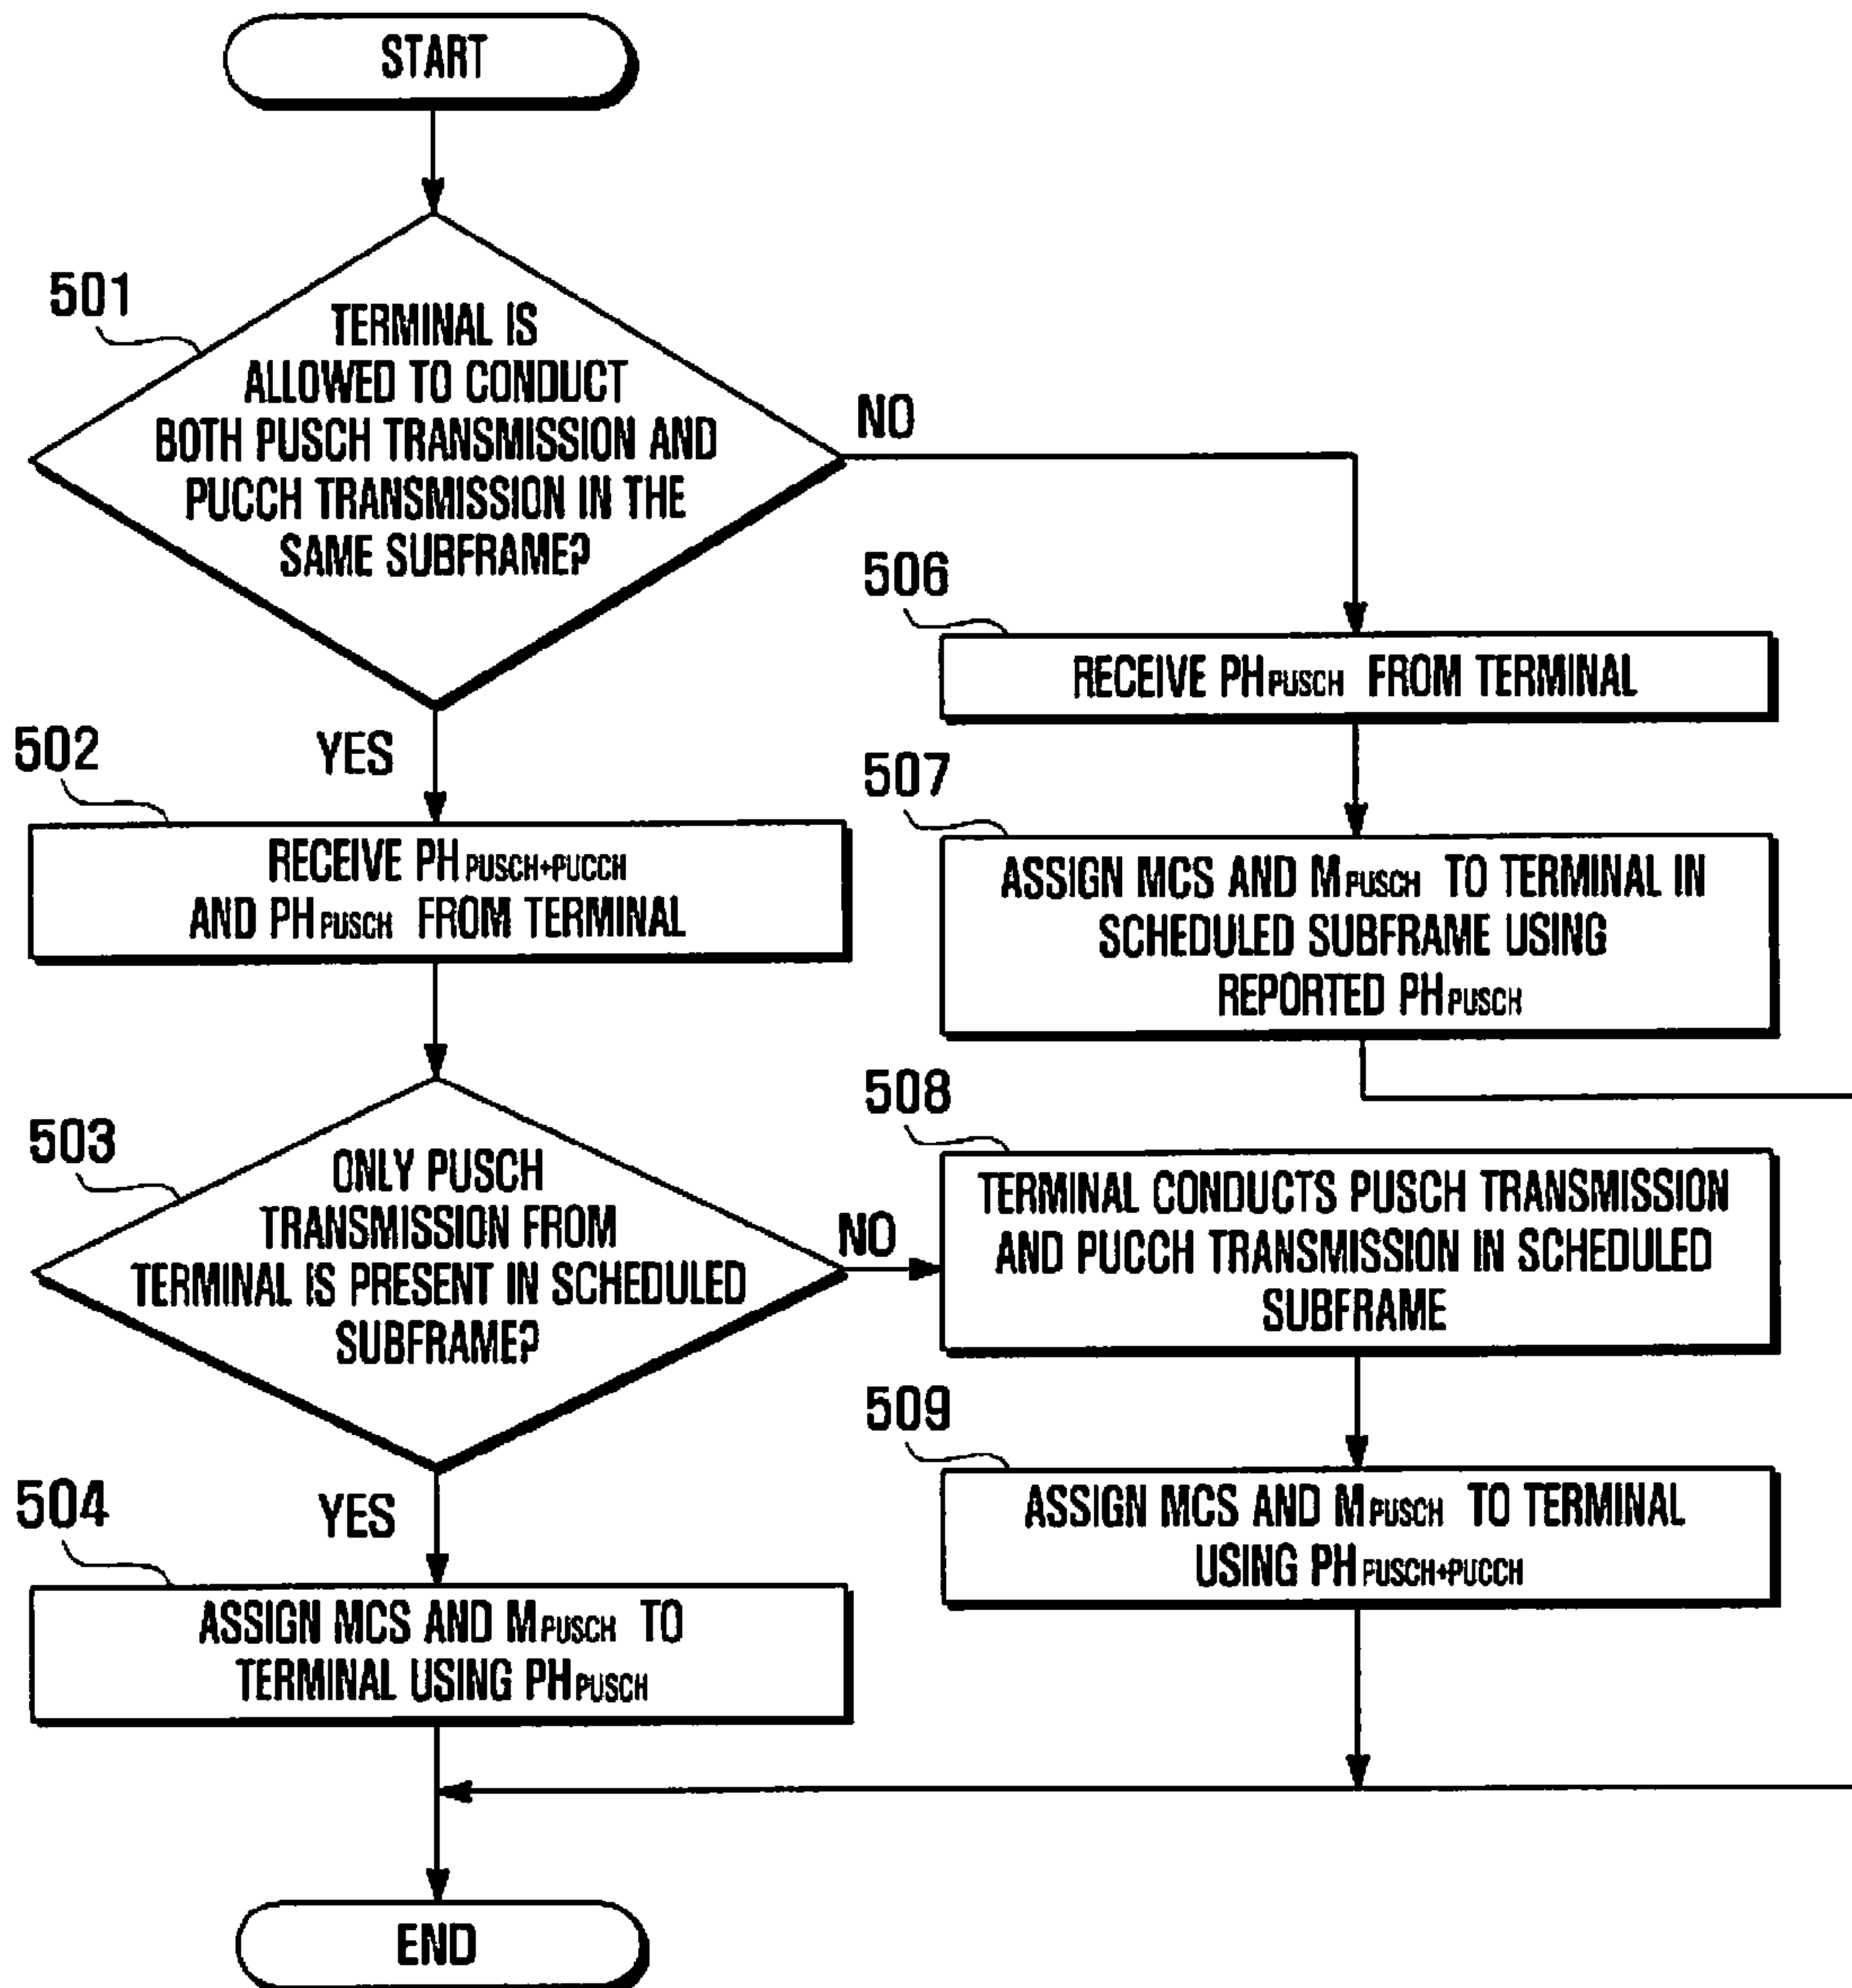 START
501
TERMINAL IS
ALLOWED TO CONDUCT
BOTH PUSCH TRANSMISSION AND
PUCCH TRANSMISSION IN THE
SAME SUBFRAME?
NO
YES
502
RECEIVE PHPUSCH+PUCCH
AND PHPUSCH FROM TERMINAL
503
ONLY PUSCH
TRANSMISSION FROM
TERMINAL IS PRESENT IN SCHEDULED
SUBFRAME?
NO
YES
504
ASSIGN MCS AND MPUSCH TO
TERMINAL USING PHPUSCH
506
RECEIVE PHPUSCH FROM TERMINAL
507
ASSIGN MCS AND MPUSCH TO TERMINAL IN
SCHEDULED SUBFRAME USING
REPORTED PHPUSCH
508
TERMINAL CONDUCTS PUSCH TRANSMISSION
AND PUCCH TRANSMISSION IN SCHEDULED
SUBFRAME
509
ASSIGN MCS AND MPUSCH TO TERMINAL
USING PHPUSCH+PUCCH
END